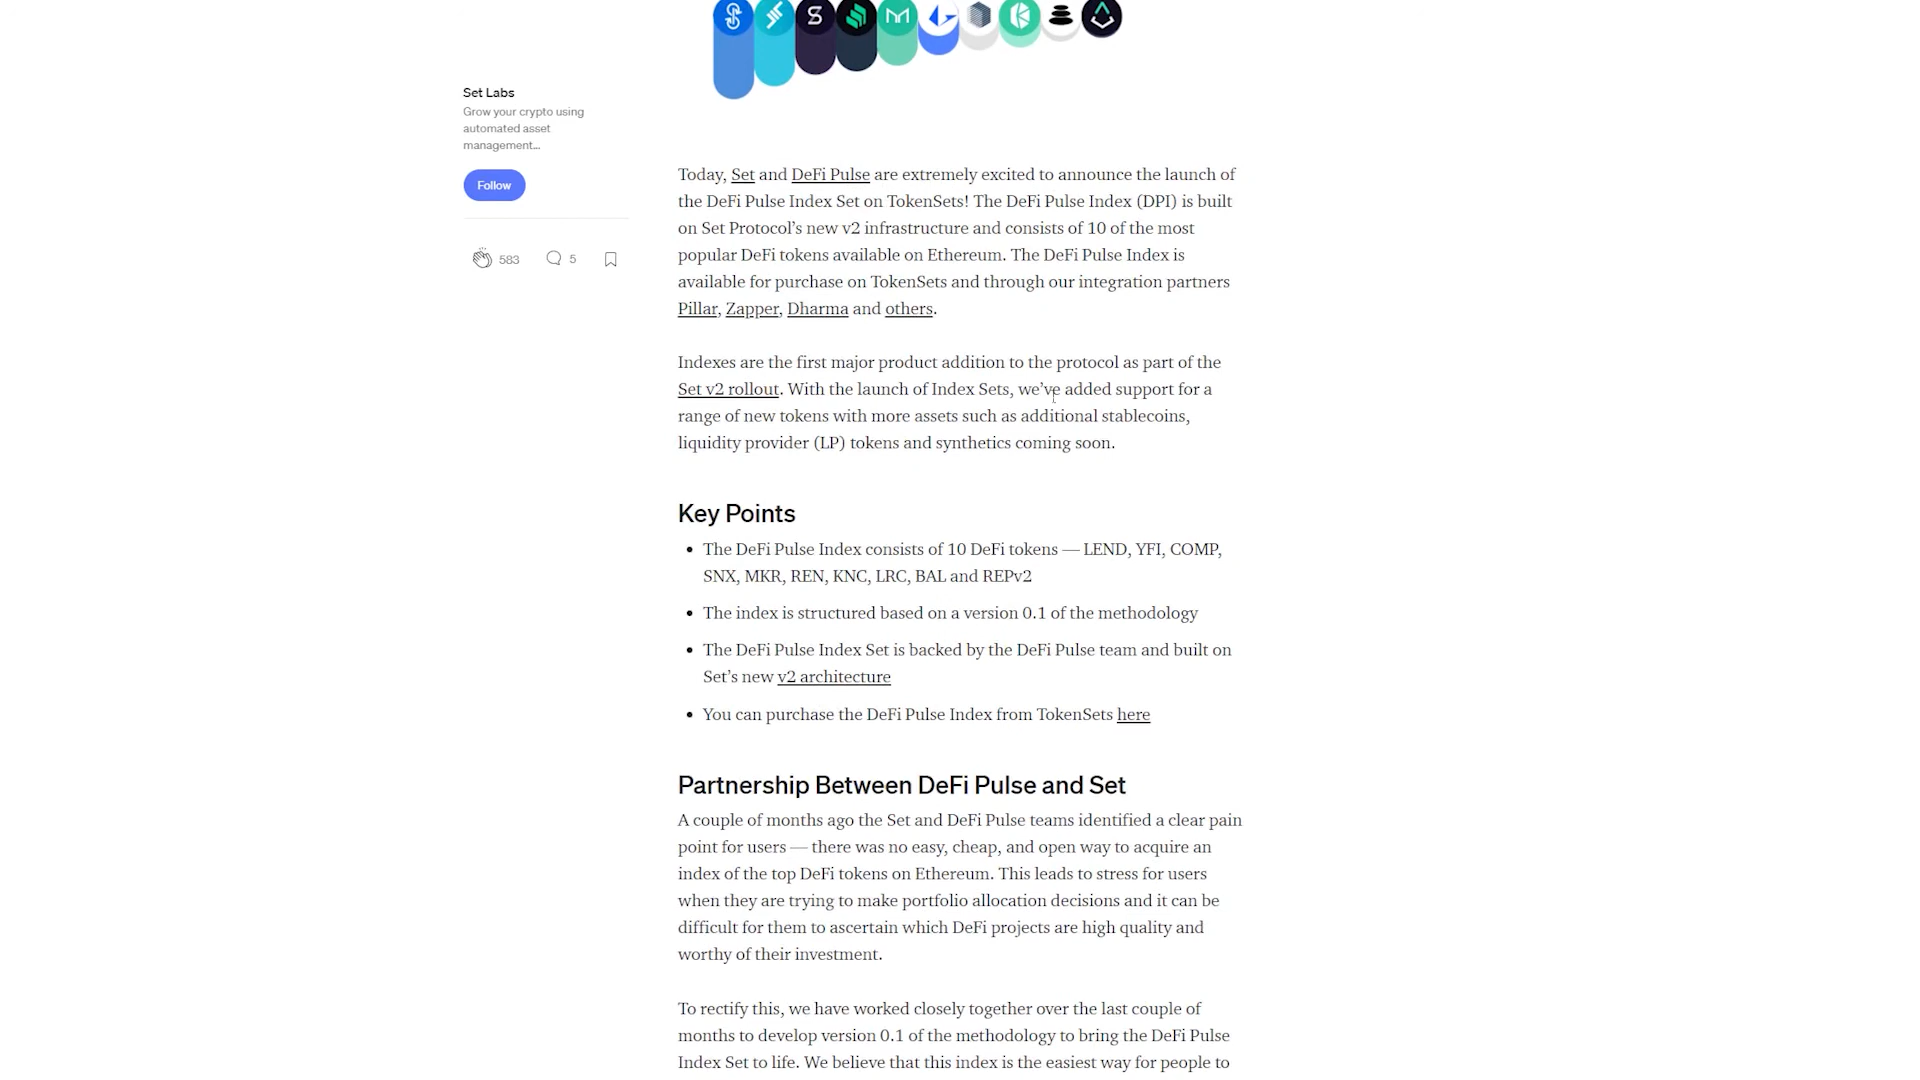 Set Labs
Grow your crypto using
automated asset
management...
Follow
583
5
Today, Set and DeFi Pulse are extremely excited to announce the launch of
the DeFi Pulse Index Set on TokenSets! The DeFi Pulse Index (DPI) is built
on Set Protocol’s new v2 infrastructure and consists of 10 of the most
popular DeFi tokens available on Ethereum. The DeFi Pulse Index is
available for purchase on TokenSets and through our integration partners
Pillar, Zapper, Dharma and others.
Indexes are the first major product addition to the protocol as part of the
Set v2 rollout. With the launch of Index Sets, we’ve added support for a
range of new tokens with more assets such as additional stablecoins,
liquidity provider (LP) tokens and synthetics coming soon.
Key Points
• The DeFi Pulse Index consists of 10 DeFi tokens — LEND, YFI, COMP,
SNX, MKR, REN, KNC, LRC, BAL and REPv2
• The index is structured based on a version 0.1 of the methodology
• The DeFi Pulse Index Set is backed by the DeFi Pulse team and built on
Set’s new v2 architecture
• You can purchase the DeFi Pulse Index from TokenSets here
Partnership Between DeFi Pulse and Set
A couple of months ago the Set and DeFi Pulse teams identified a clear pain
point for users — there was no easy, cheap, and open way to acquire an
index of the top DeFi tokens on Ethereum. This leads to stress for users
when they are trying to make portfolio allocation decisions and it can be
difficult for them to ascertain which DeFi projects are high quality and
worthy of their investment.
To rectify this, we have worked closely together over the last couple of
months to develop version 0.1 of the methodology to bring the DeFi Pulse
Index Set to life. We believe that this index is the easiest way for people to